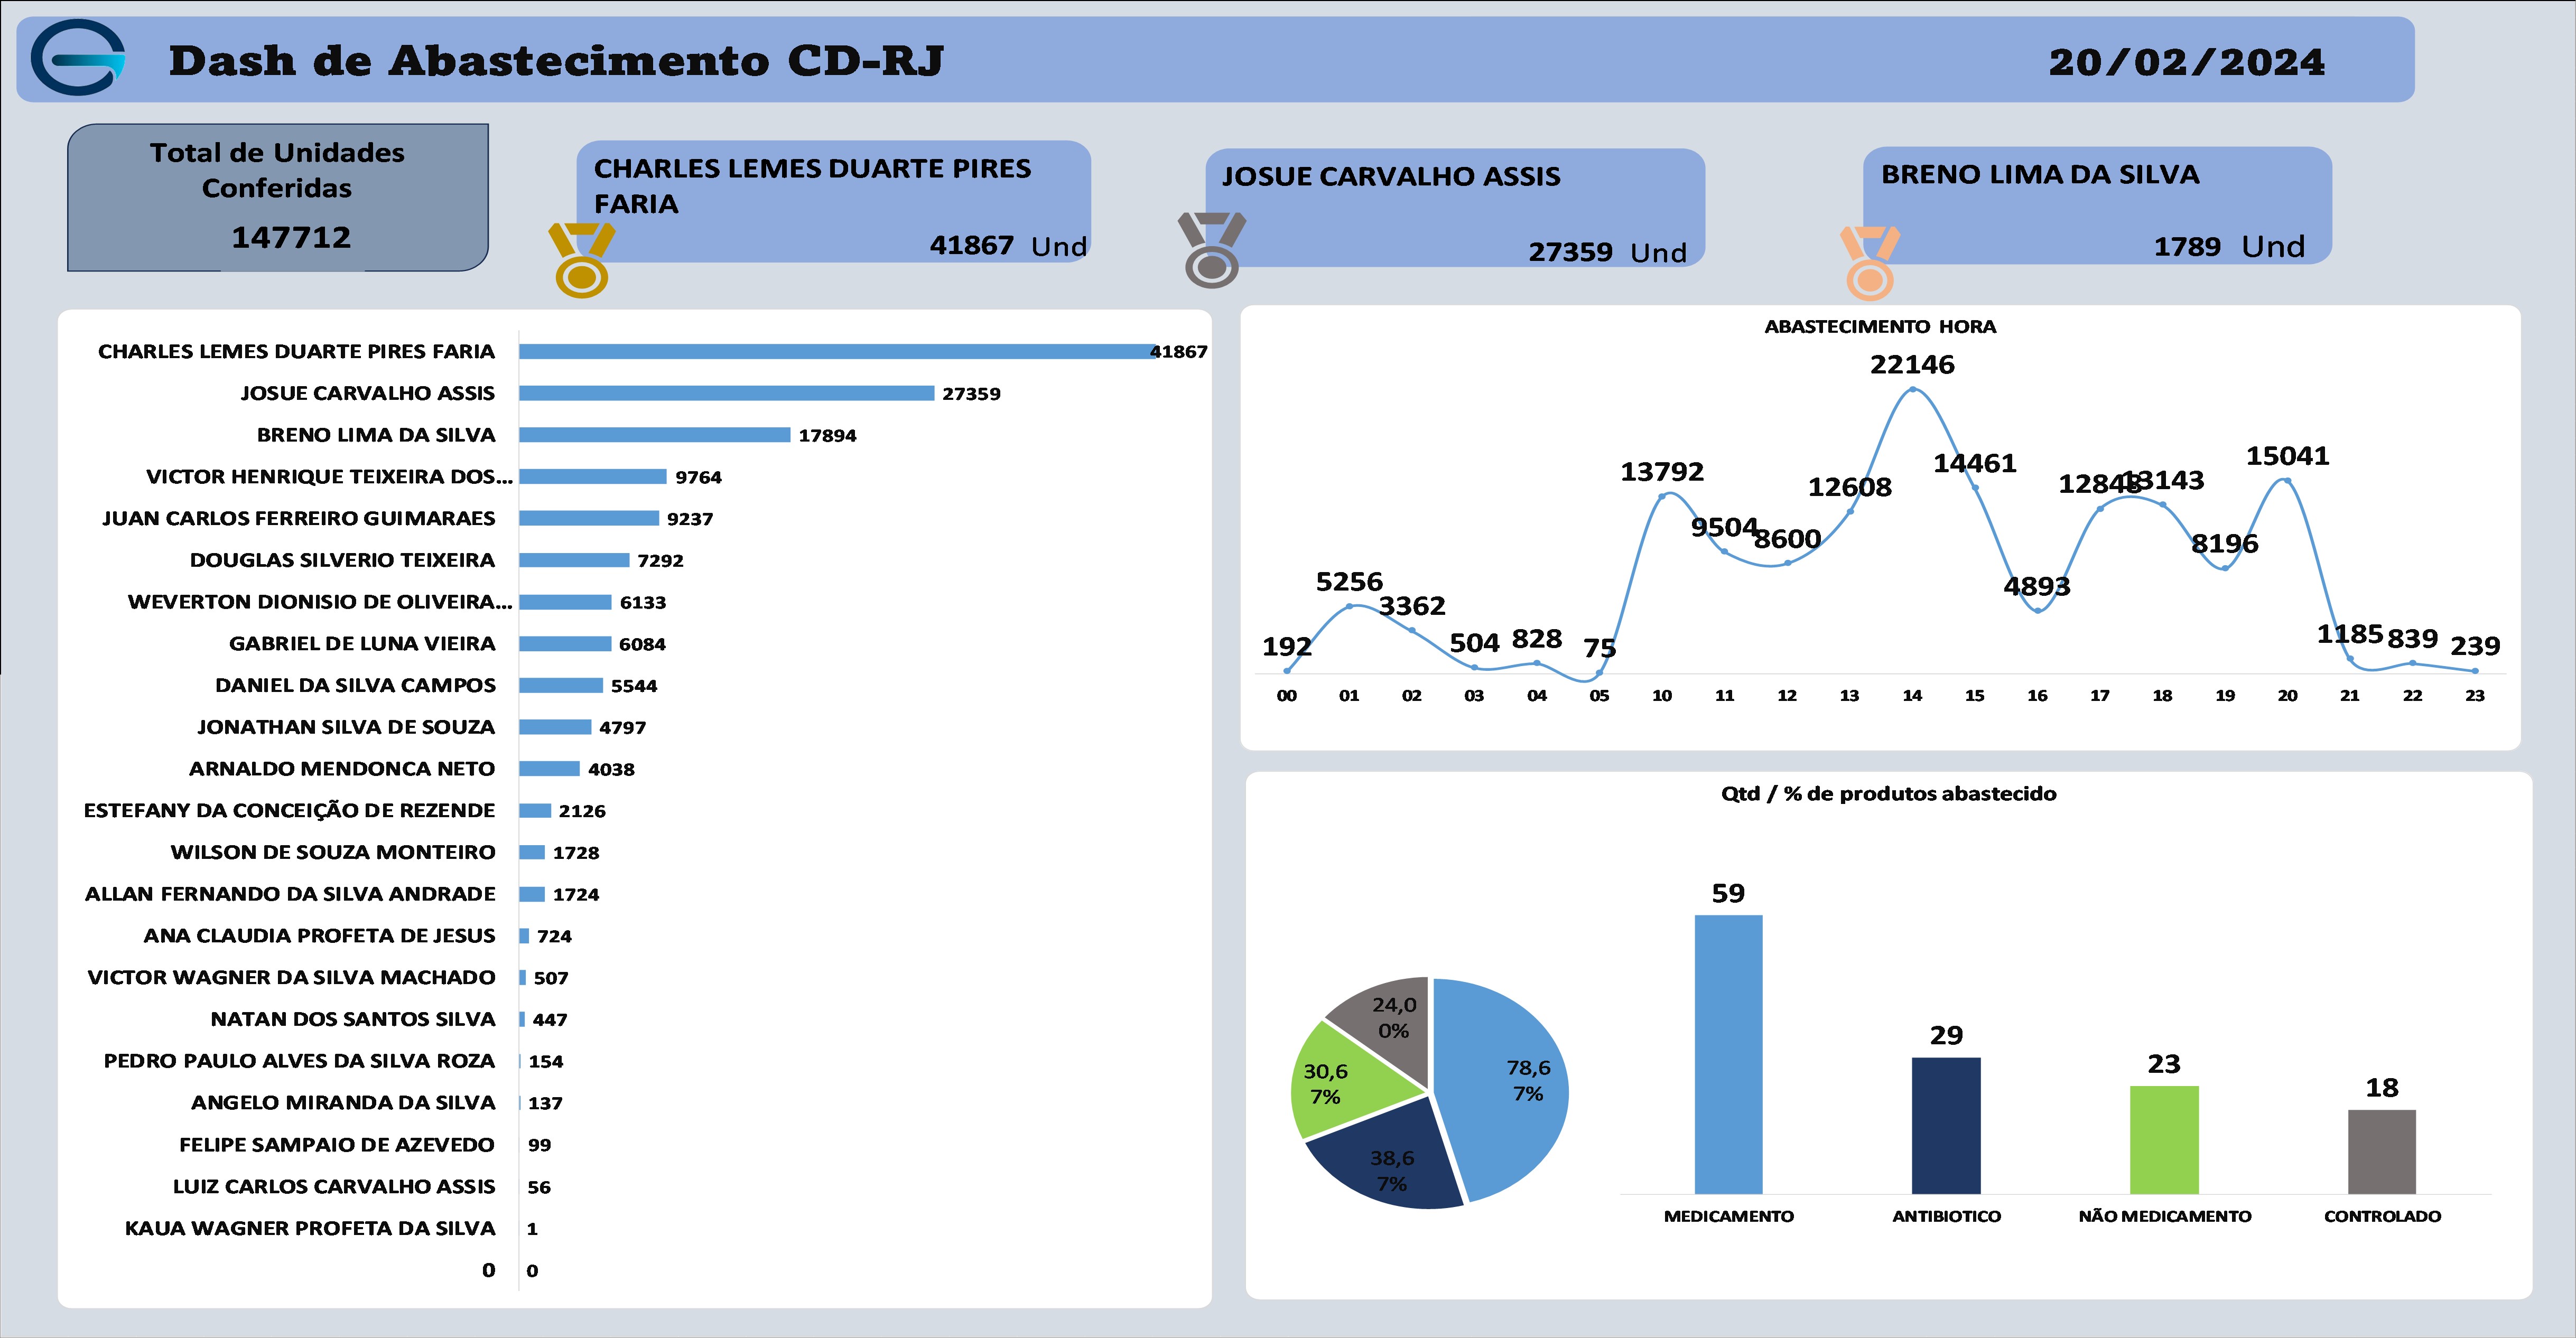 Dash de Abastecimento CD-RJ
20/02/2024
Total de Unidades
Conferidas
147712
CHARLES LEMES DUARTE PIRES
FARIA
41867 Und
JOSUE CARVALHO ASSIS
27359 Und
BRENO LIMA DA SILVA
1789 Und
CHARLES LEMES DUARTE PIRES FARIA 41867
JOSUE CARVALHO ASSIS 27359
BRENO LIMA DA SILVA 17894
VICTOR HENRIQUE TEIXEIRA DOS... 9764
JUAN CARLOS FERREIRO GUIMARAES 9237
DOUGLAS SILVERIO TEIXEIRA 7292
WEVERTON DIONISIO DE OLIVEIRA... 6133
GABRIEL DE LUNA VIEIRA 6084
DANIEL DA SILVA CAMPOS 5544
JONATHAN SILVA DE SOUZA 4797
ARNALDO MENDONCA NETO 4038
ESTEFANY DA CONCEIÇÃO DE REZENDE 2126
WILSON DE SOUZA MONTEIRO 1728
ALLAN FERNANDO DA SILVA ANDRADE 1724
ANA CLAUDIA PROFETA DE JESUS 724
VICTOR WAGNER DA SILVA MACHADO 507
NATAN DOS SANTOS SILVA 447
PEDRO PAULO ALVES DA SILVA ROZA 154
ANGELO MIRANDA DA SILVA 137
FELIPE SAMPAIO DE AZEVEDO 99
LUIZ CARLOS CARVALHO ASSIS 56
KAUA WAGNER PROFETA DA SILVA 1
0 0
ABASTECIMENTO HORA
192 5256 3362 504 828 75 13792 9504 8600 12608 22146 14461 4893 12848 13143 8196 15041 1185 839 239
00 01 02 03 04 05 10 11 12 13 14 15 16 17 18 19 20 21 22 23
Qtd / % de produtos abastecido
24,0
0%
30,6
7%
78,6
7%
38,6
7%
59 29 23 18
MEDICAMENTO ANTIBIOTICO NÃO MEDICAMENTO CONTROLADO